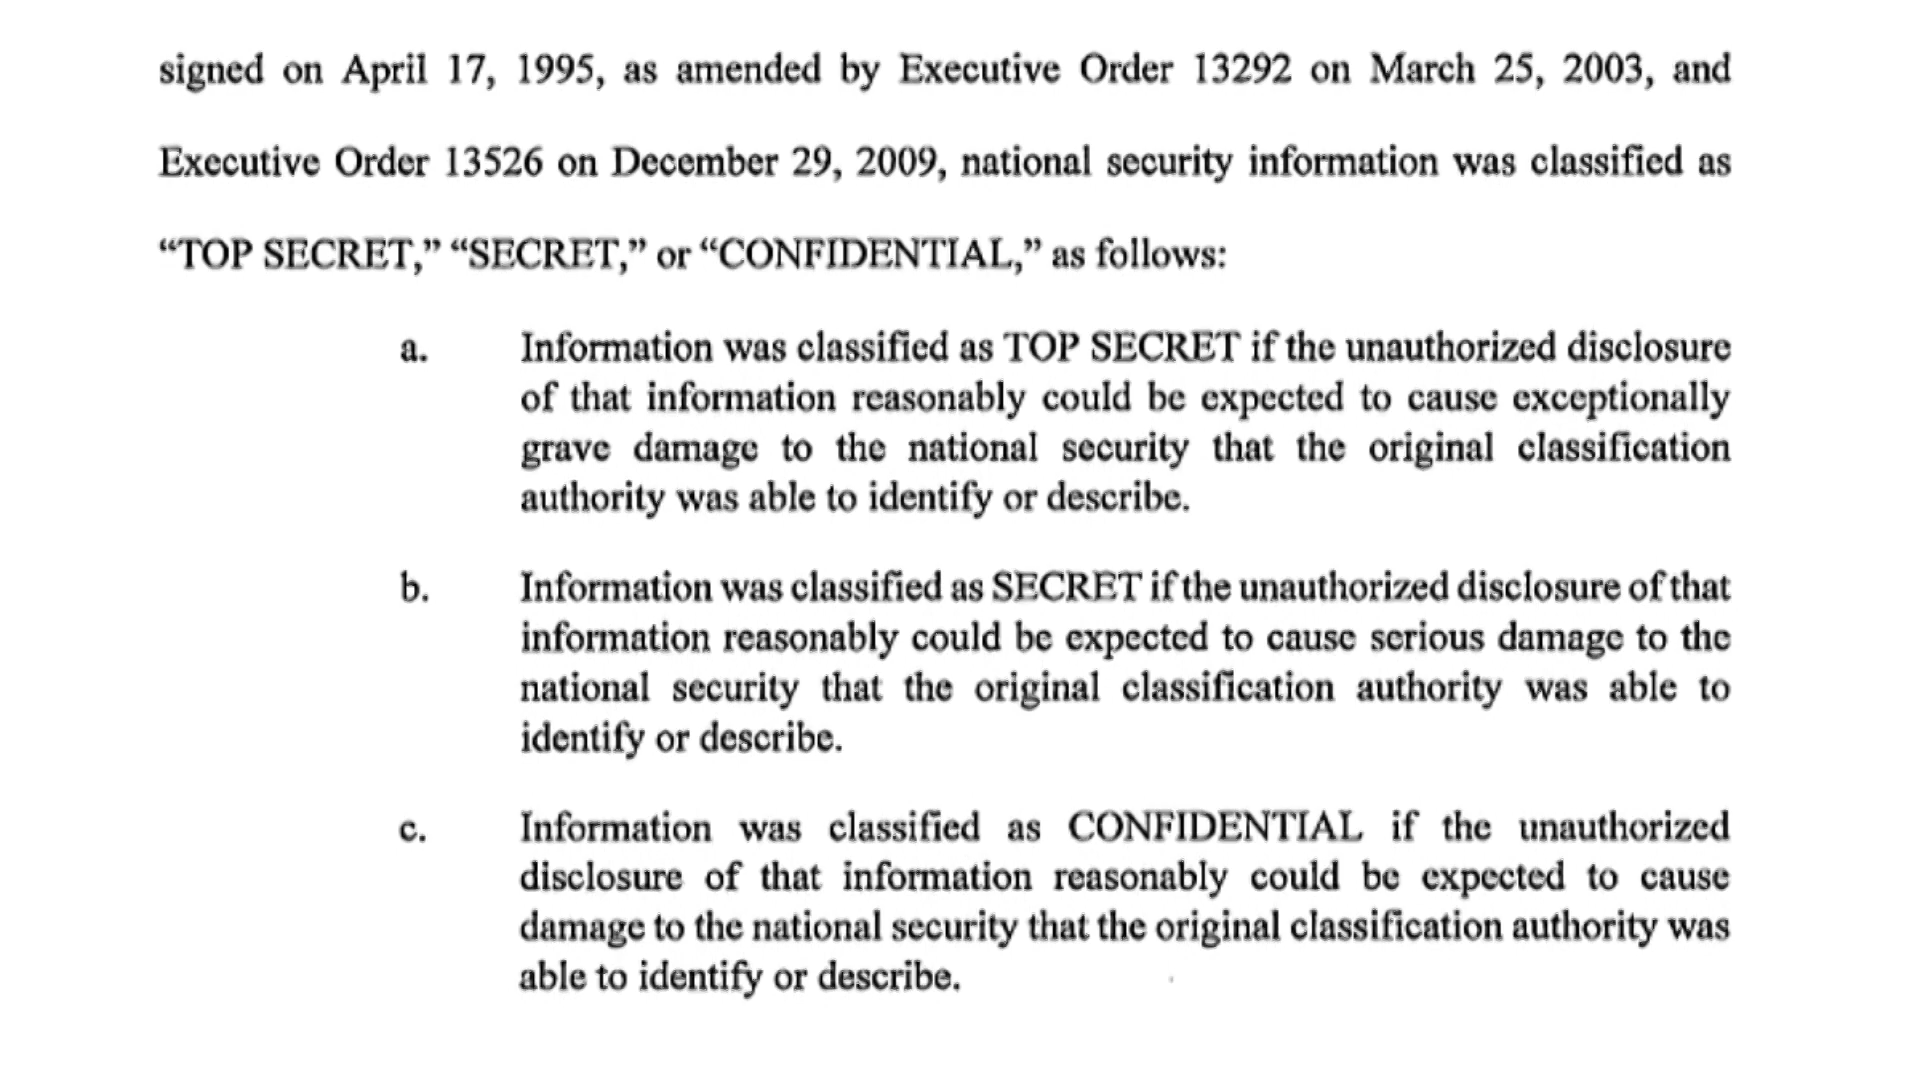 signed on April 17, 1995, as amended by Executive Order 13292 on March 25, 2003, and
Executive Order 13526 on December 29, 2009, national security information was classified as
“TOP SECRET,” “SECRET,” or “CONFIDENTIAL,” as follows:
a. Information was classified as TOP SECRET if the unauthorized disclosure
of that information reasonably could be expected to cause exceptionally
grave damage to the national security that the original classification
authority was able to identify or describe.
b. Information was classified as SECRET if the unauthorized disclosure of that
information reasonably could be expected to cause serious damage to the
national security that the original classification authority was able to
identify or describe.
c. Information was classified as CONFIDENTIAL if the unauthorized
disclosure of that information reasonably could be expected to cause
damage to the national security that the original classification authority was
able to identify or describe.